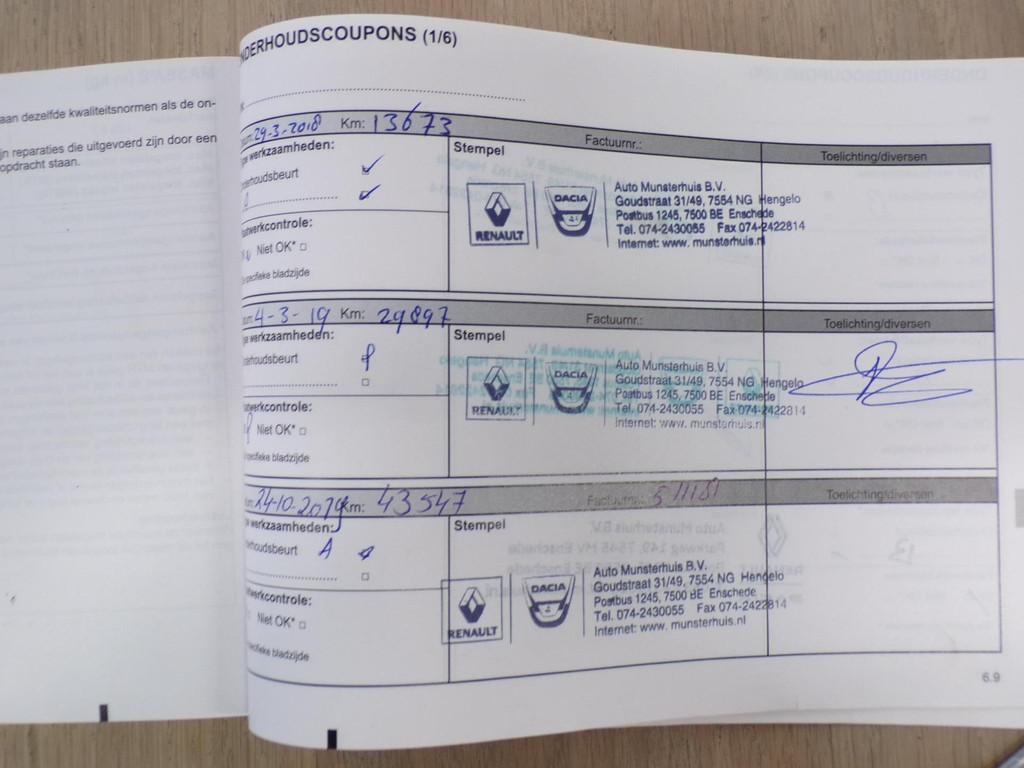 aan dezelfde kwaliteitsnormen als de on-
jn reparaties die uitgevoerd zijn door een
opdracht staan.
NDERHOUDSCOUPONS (1/6)
29-3-2018 Km: 13673 Factuurnr.:
werkzaamheden: Stempel Toelichting/diversen
derhoudsbeurt
Auto Munsterhuis B.V.
Goudstraat 31/49, 7554 NG Hengelo
Postbus 1245, 7500 BE Enschede
Tel. 074-2430055 Fax 074-2422814
Internet: www. munsterhuis.nl
RENAULT DACIA
werkcontrole:
Niet OK*
specifieke bladzijde
4-3-19 Km: 29897 Factuurnr.:
werkzaamheden: Stempel Toelichting/diversen
derhoudsbeurt
Auto Munsterhuis B.V.
Goudstraat 31/49, 7554 NG Hengelo
Postbus 1245, 7500 BE Enschede
Tel. 074-2430055 Fax 074-2422814
Internet: www. munsterhuis.nl
RENAULT DACIA
werkcontrole:
Niet OK*
specifieke bladzijde
24-10-2019 Km: 43547 Factuurnr.: 51181
werkzaamheden: Stempel Toelichting/diversen
derhoudsbeurt A
Auto Munsterhuis B.V.
Goudstraat 31/49, 7554 NG Hengelo
Postbus 1245, 7500 BE Enschede
Tel. 074-2430055 Fax 074-2422814
Internet: www. munsterhuis.nl
RENAULT DACIA
werkcontrole:
Niet OK*
specifieke bladzijde
6.9